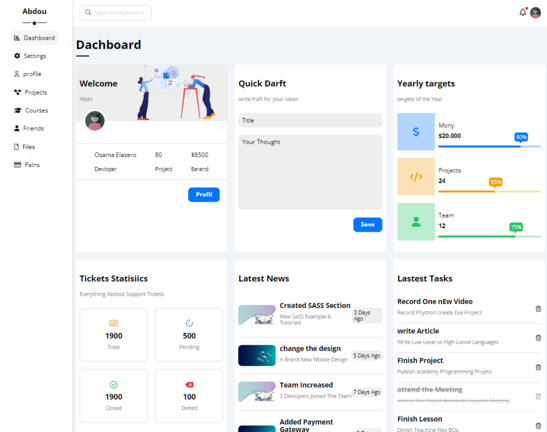 Abdou
Dashboard
Settings
profile
Projects
Courses
Friends
Files
Palns
type of keyword
Dashboard
Welcome
Abdo
Osama Elazero
80
$8500
Devloper
Project
Earand
Profil
Quick Darft
write fraft for your ideas
Title
Your Thought
Save
Yearly targets
targets of the Year
Mony
$20.000
80%
Projects
24
55%
Team
12
75%
Tickets Statisiics
Everything Abdout Support Tickets
1900
Total
500
Pending
1900
Closed
100
Delted
Latest News
Created SASS Section
New SaSS Example & Tutorials
3 Days Ago
change the design
A Brand New Wbsite Design
5 Days Ago
Team Increased
3 Devlopers Joined The Team
7 Days Ago
Added Payment Gateway
Lastest Tasks
Record One nEw Video
Record Phython create Exe Project
write Article
Write Low Level vs High Lavwl Languages
FInish Project
Publish academy Programming Project
attend the Meeting
attend The Project Business Analysis Meeting
Finish Lesson
Dinish Teaching Flex BOx